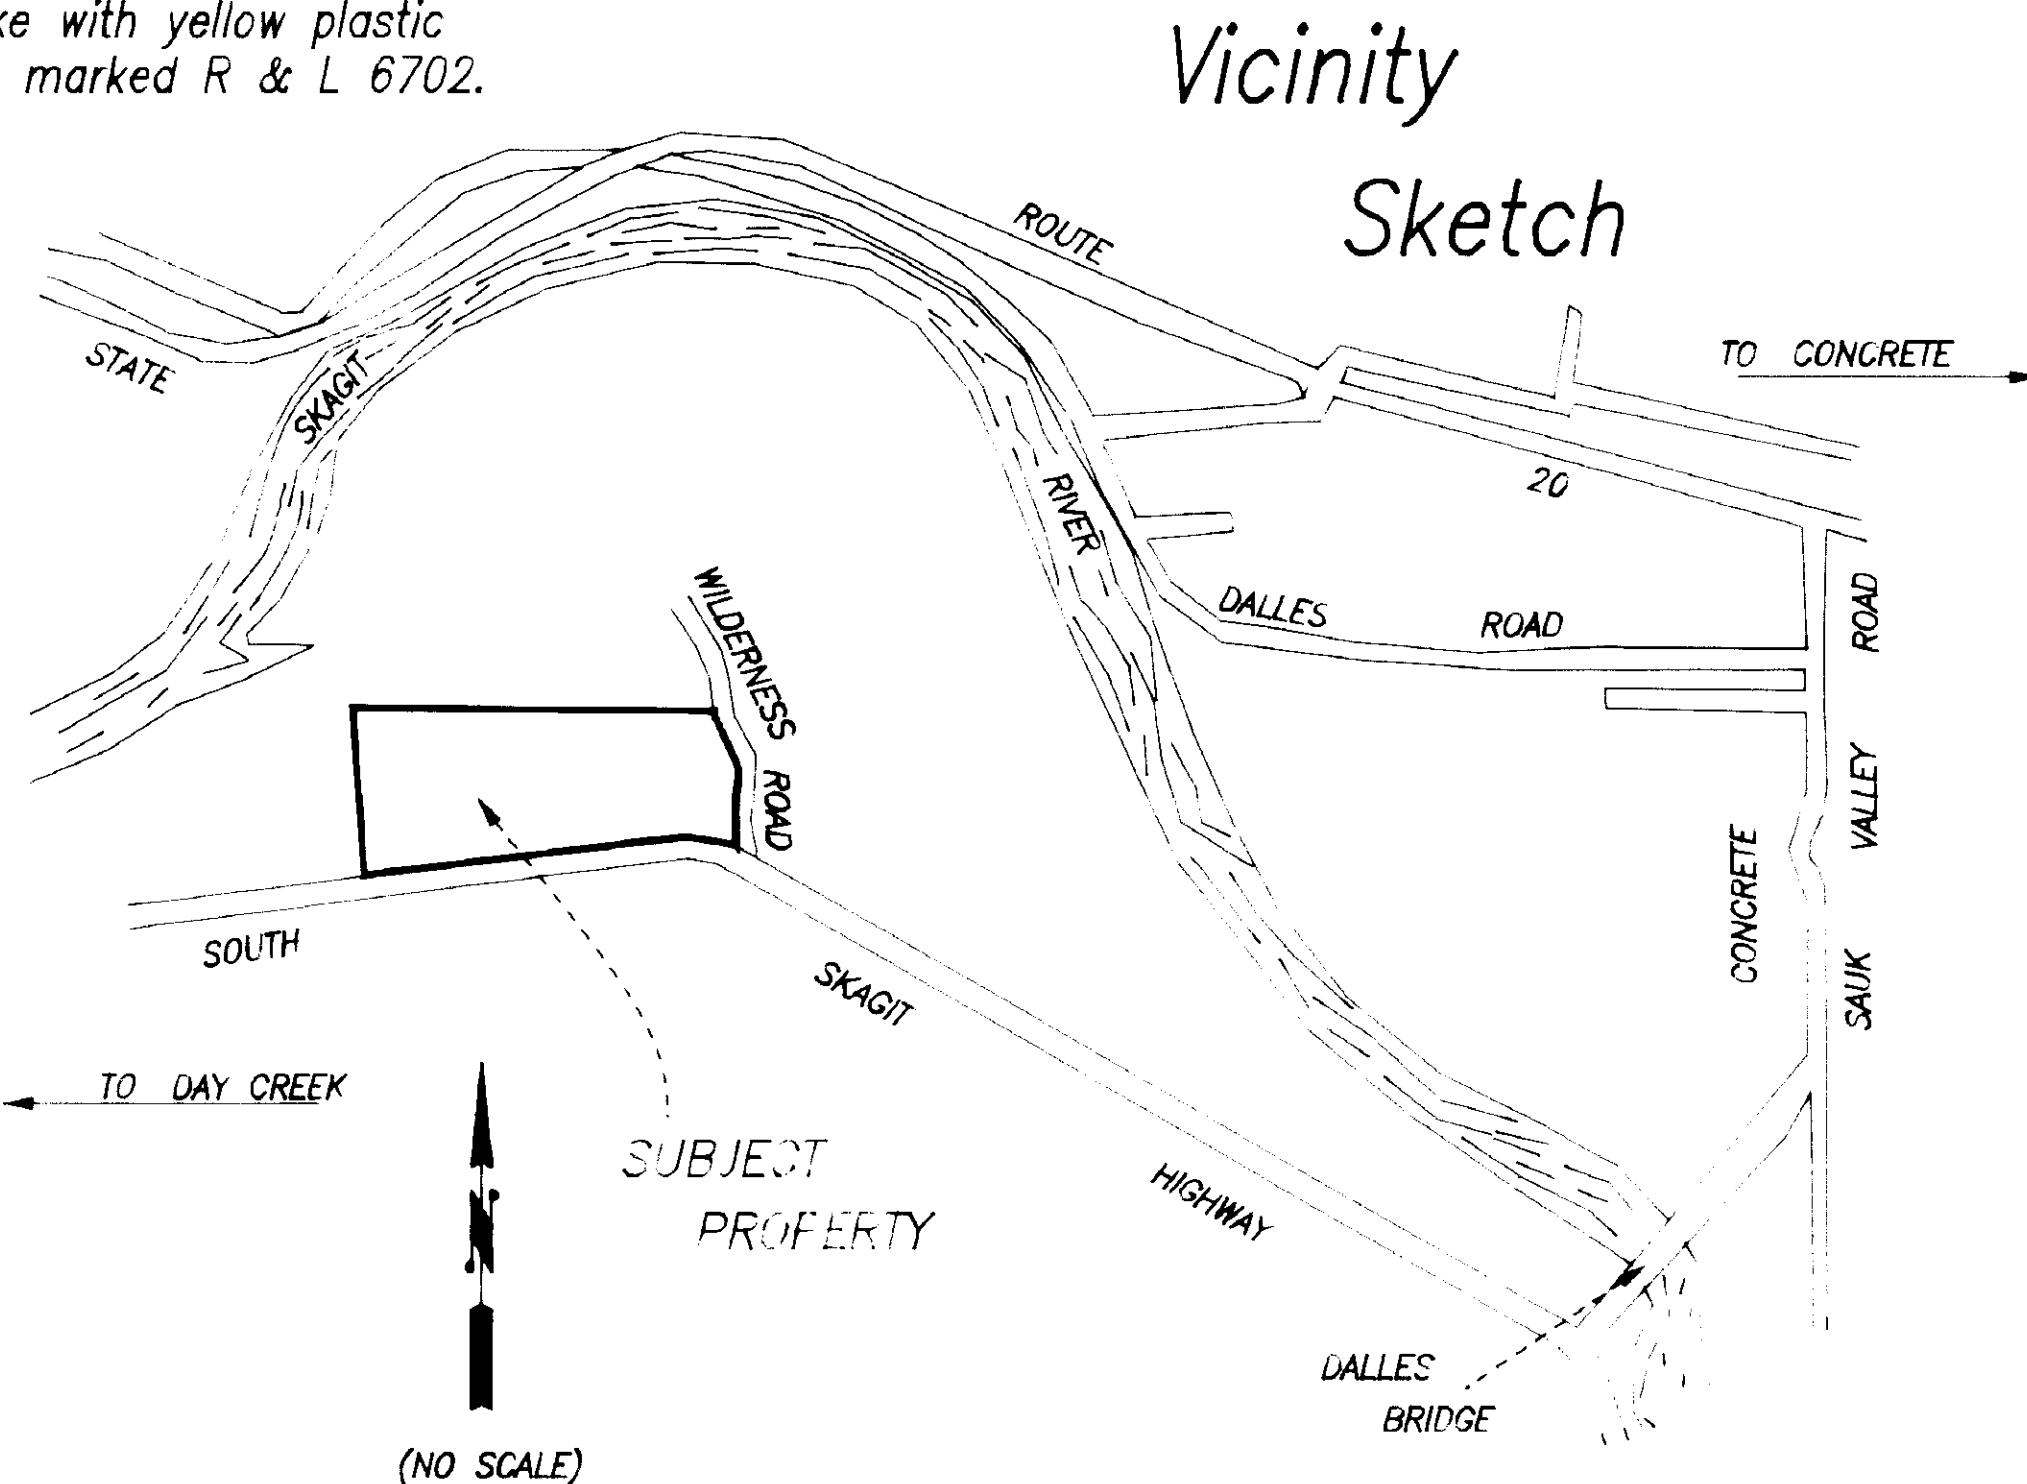 with yellow plastic
marked R & L 6702.
Vicinity
Sketch
ROUTE
STATE
SKAGIT
TO CONCRETE
20
RIVER
WILDERNESS
ROAD
DALLES ROAD
ROAD
VALLEY
CONCRETE
SAUK
SOUTH
SKAGIT
HIGHWAY
TO DAY CREEK
SUBJECT
PROPERTY
N
DALLES
BRIDGE
(NO SCALE)